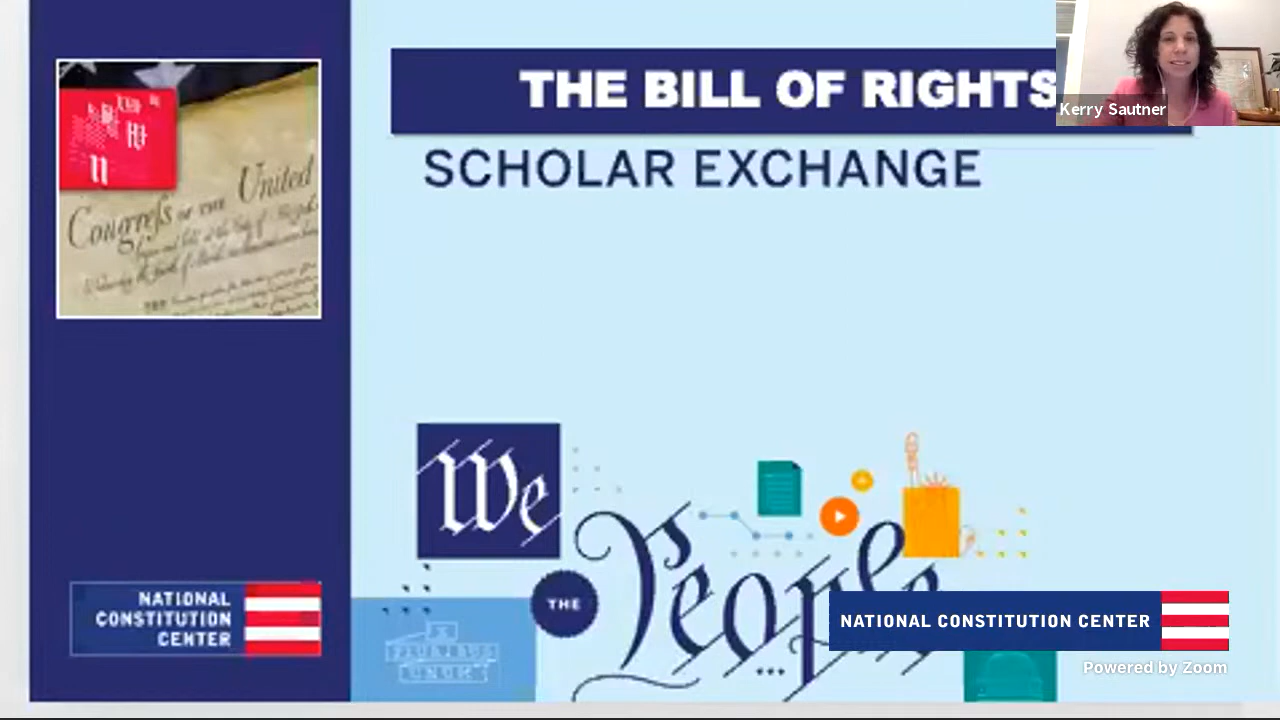 THE BILL OF RIGHTS
Kerry Sautner
SCHOLAR EXCHANGE
Congress OF THE United
We
THE
People
...
NATIONAL
CONSTITUTION
CENTER
NATIONAL CONSTITUTION CENTER
Powered by Zoom